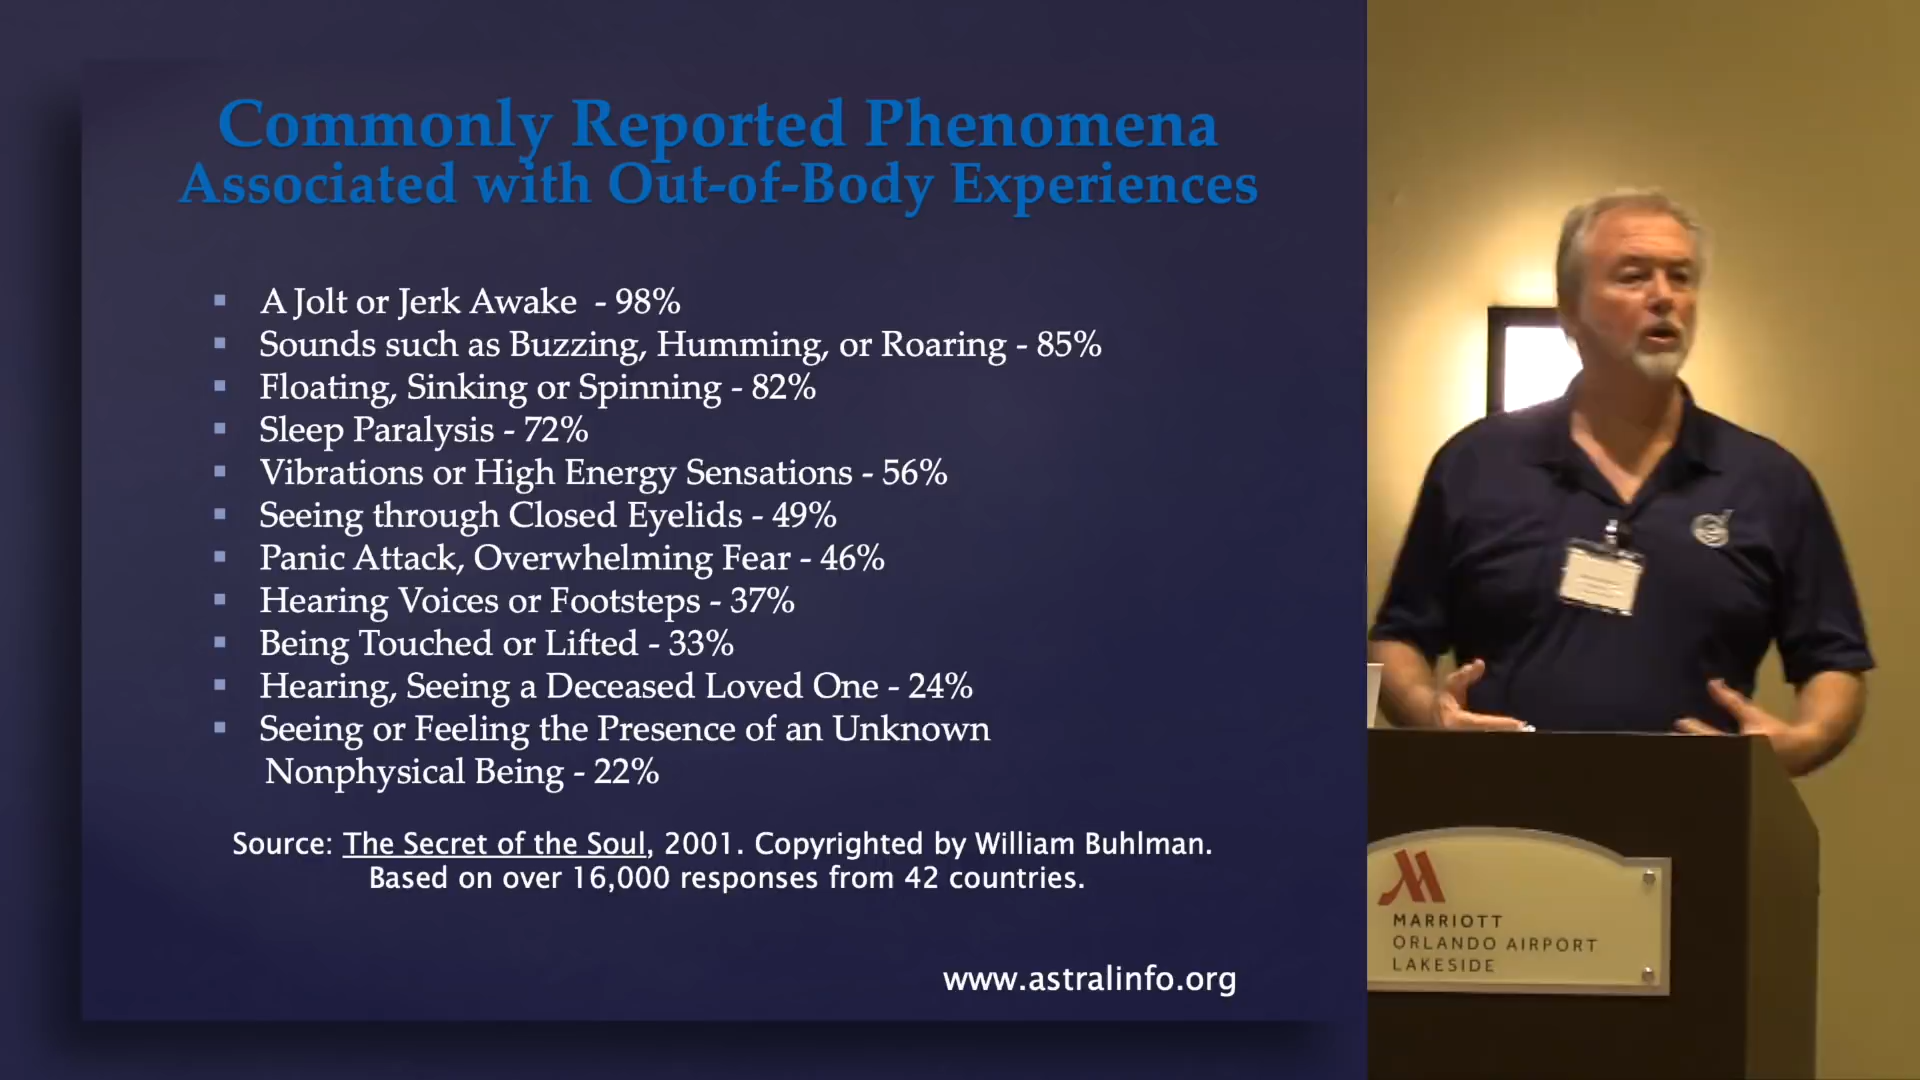 Commonly Reported Phenomena
Associated with Out-of-Body Experiences
A Jolt or Jerk Awake - 98%
Sounds such as Buzzing, Humming, or Roaring - 85%
Floating, Sinking or Spinning - 82%
Sleep Paralysis - 72%
Vibrations or High Energy Sensations - 56%
Seeing through Closed Eyelids - 49%
Panic Attack, Overwhelming Fear - 46%
Hearing Voices or Footsteps - 37%
Being Touched or Lifted - 33%
Hearing, Seeing a Deceased Loved One - 24%
Seeing or Feeling the Presence of an Unknown
Nonphysical Being - 22%
Source: The Secret of the Soul, 2001. Copyrighted by William Buhlman.
Based on over 16,000 responses from 42 countries.
www.astralinfo.org
MARRIOTT
ORLANDO AIRPORT
LAKESIDE